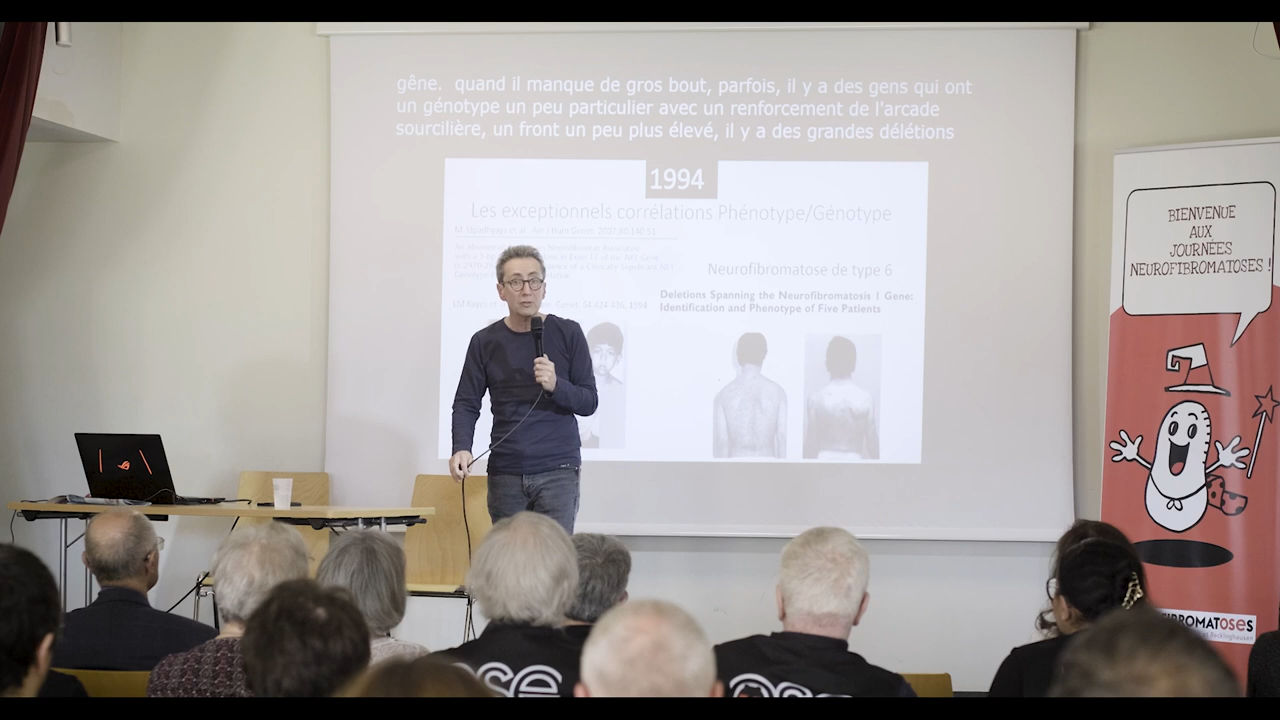 gêne. quand il manque de gros bout, parfois, il y a des gens qui ont
un génotype un peu particulier avec un renforcement de l'arcade
sourcilière, un front un peu plus élevé, il y a des grandes délétions
1994
Les exceptionnels corrélations Phénotype/Génotype
Neurofibromatose de type 6
Deletions Spanning the Neurofibromatosis I Gene:
Identification and Phenotype of Five Patients
BIENVENUE
AUX
JOURNÉES
NEUROFIBROMATOSES !